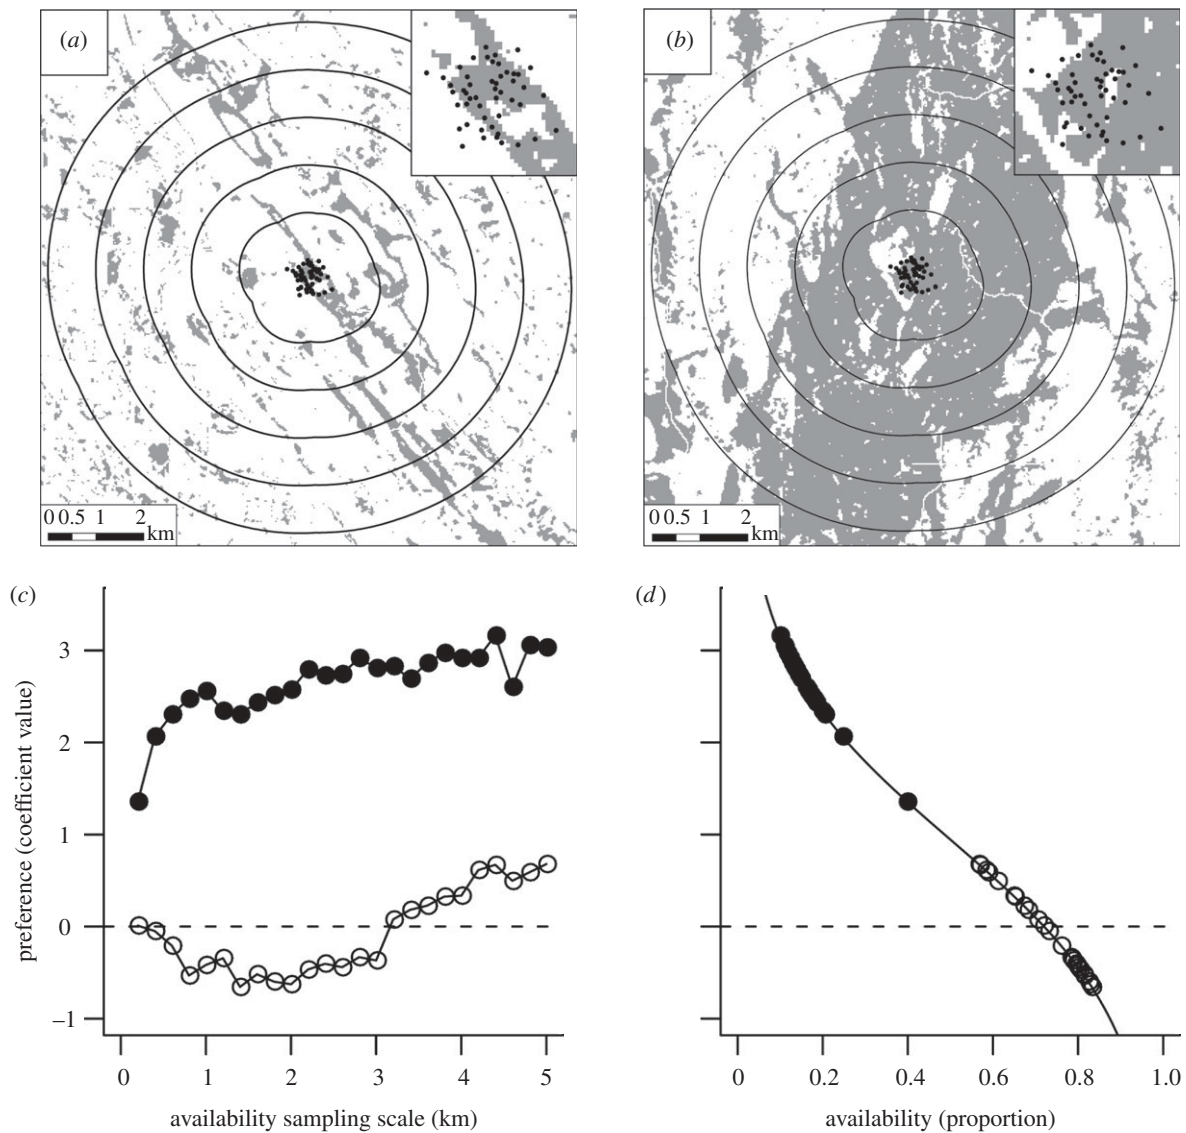 (a)
(b)
0 0.5 1 2
km
0 0.5 1 2
km
(c)
(d)
3
2
1
0
−1
preference (coefficient value)
0 1 2 3 4 5
availability sampling scale (km)
0 0.2 0.4 0.6 0.8 1.0
availability (proportion)